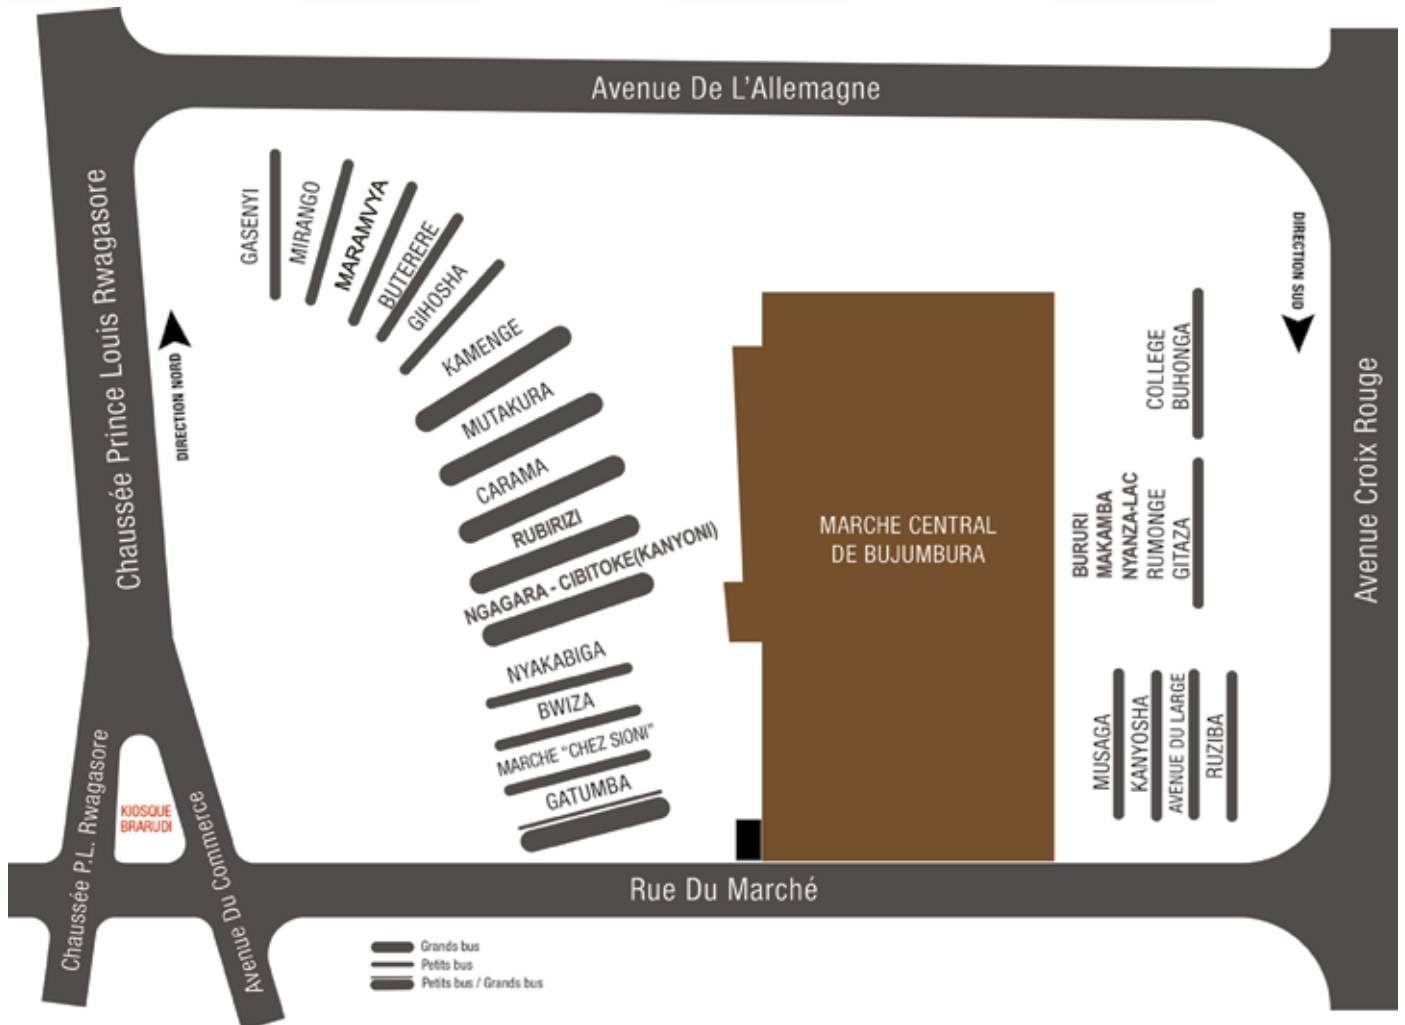 Avenue De L'Allemagne
Chaussée Prince Louis Rwagasore
DIRECTION NORD
GASENYI
MIRANGO
MARAMVYA
BUTERERE
GIHOSHA
KAMENGE
MUTAKURA
CARAMA
RUBIRIZI
NGAGARA - CIBITOKE(KANYONI)
NYAKABIGA
BWIZA
MARCHE "CHEZ SIONI"
GATUMBA
MARCHE CENTRAL
DE BUJUMBURA
DIRECTION SUD
COLLEGE
BUHONGA
BURURI
MAKAMBA
NYANZA-LAC
RUMONGE
GITAZA
MUSAGA
KANYOSHA
AVENUE DU LARGE
RUZIBA
Avenue Croix Rouge
KIOSQUE
BRARUDI
Chaussée P.L. Rwagasore
Avenue Du Commerce
Rue Du Marché
Grands bus
Petits bus
Petits bus / Grands bus